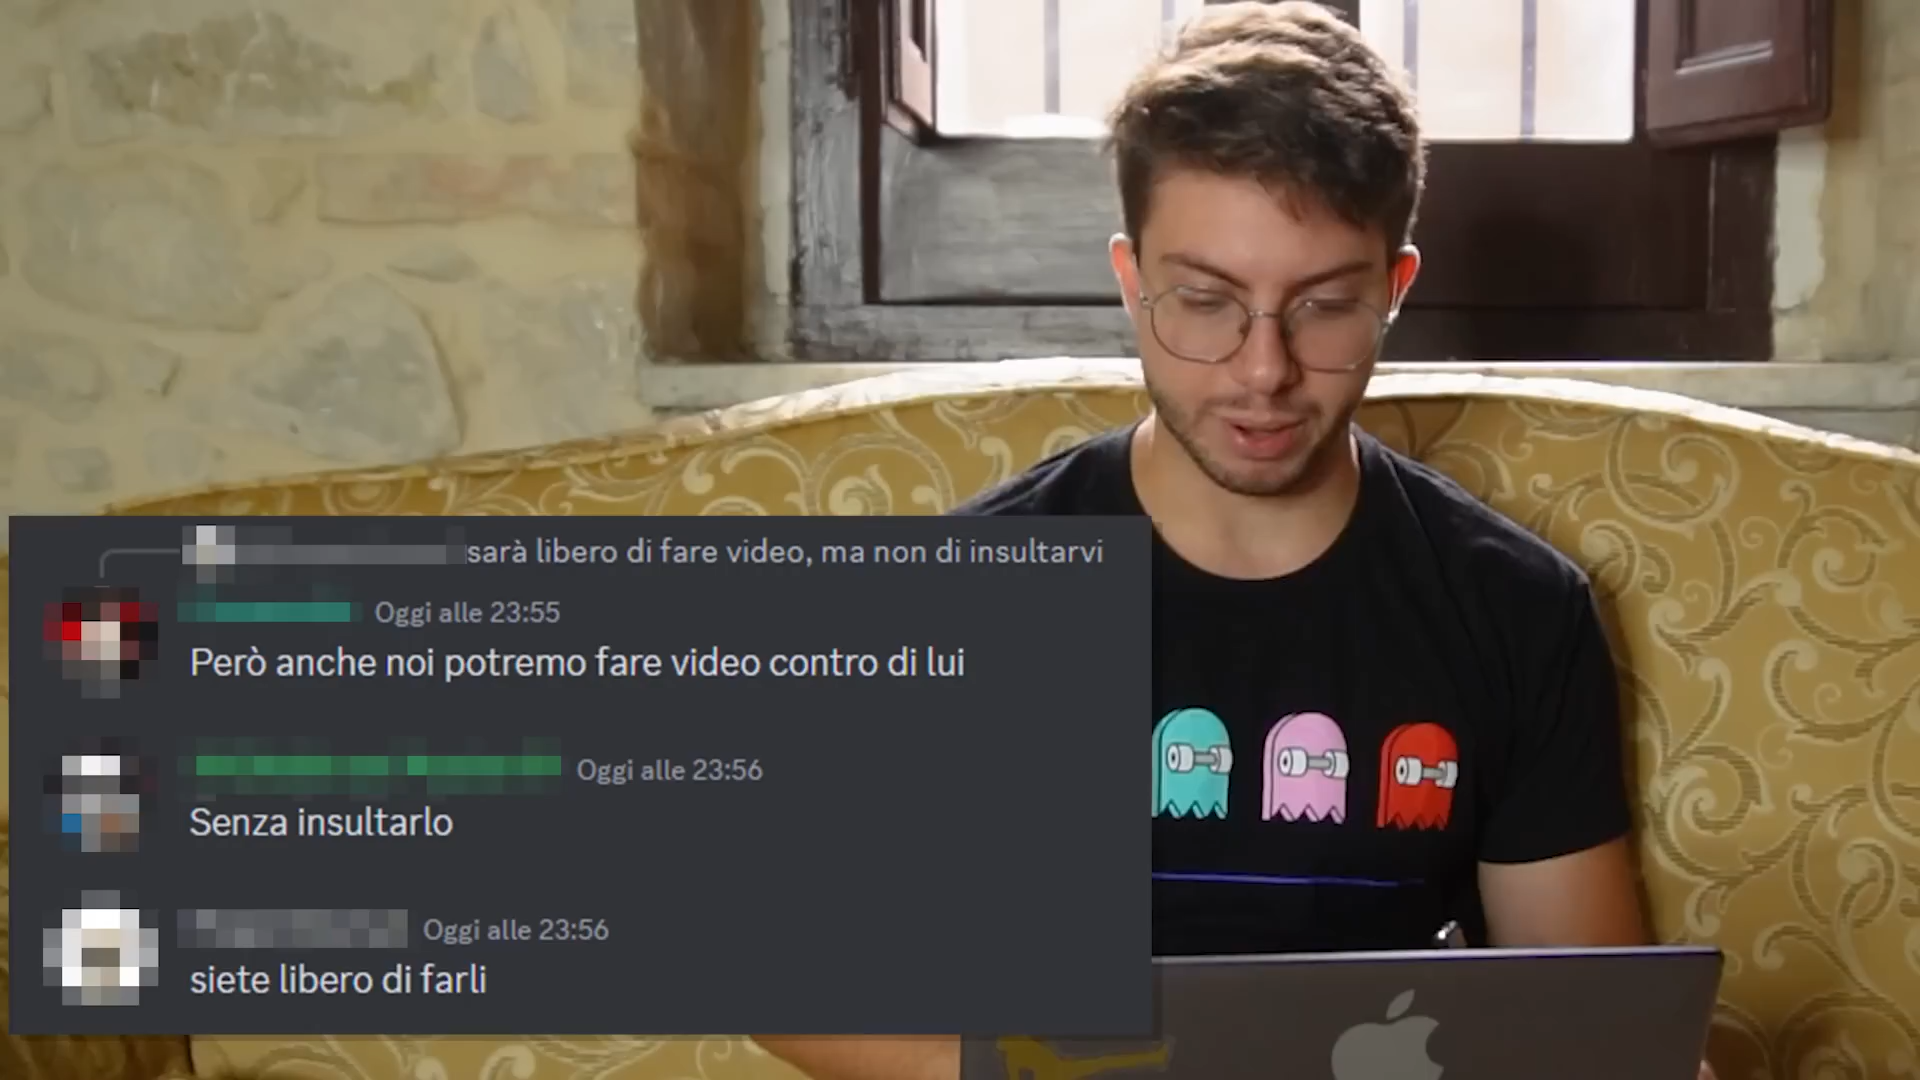 sarà libero di fare video, ma non di insultarvi
Oggi alle 23:55
Però anche noi potremo fare video contro di lui
Oggi alle 23:56
Senza insultarlo
Oggi alle 23:56
siete libero di farli